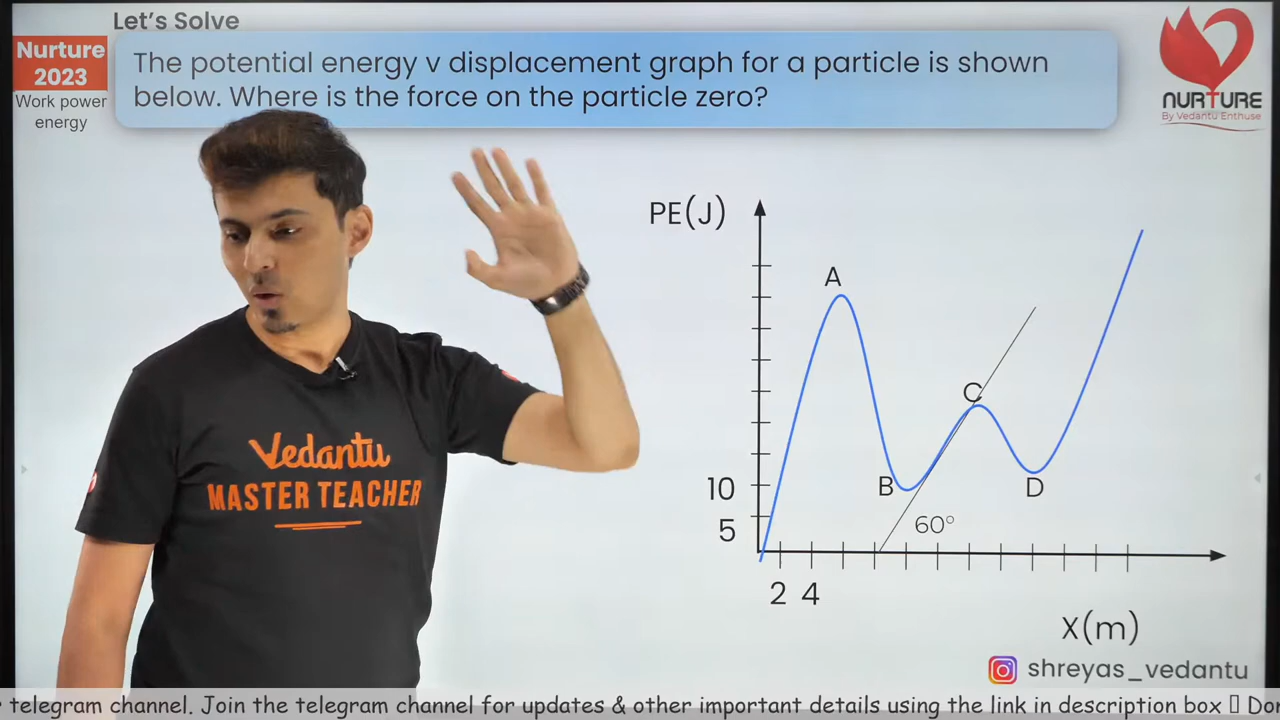 Let's Solve
Nurture
2023
Work power
energy
The potential energy v displacement graph for a particle is shown
below. Where is the force on the particle zero?
NURTURE
By Vedantu Enthuse
PE(J)
A
C
B
D
10
5
60°
2 4
X(m)
Vedantu
MASTER TEACHER
shreyas_vedantu
telegram channel. Join the telegram channel for updates & other important details using the link in description box